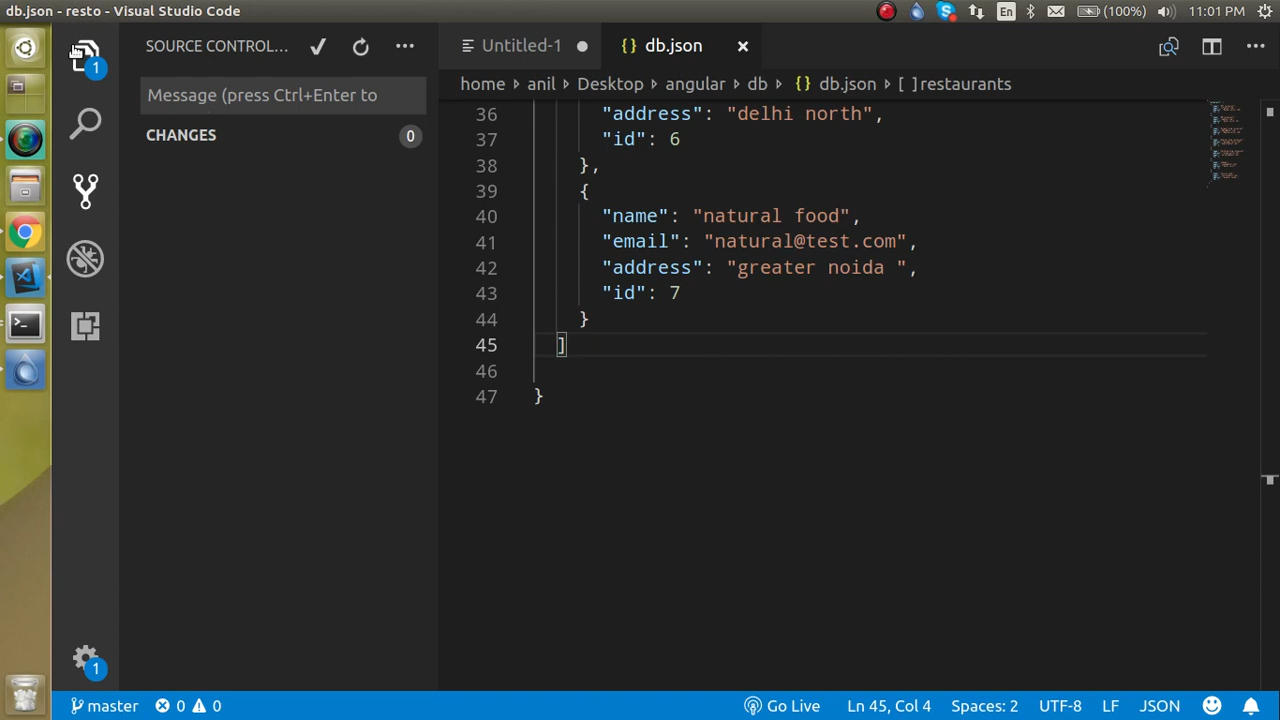 db.json - resto - Visual Studio Code
En
(100%)
11:01 PM
1
SOURCE CONTROL...
Untitled-1
{} db.json
Message (press Ctrl+Enter to
home > anil > Desktop > angular > db > {} db.json > [ ] restaurants
CHANGES
0
36 "address": "delhi north",
37 "id": 6
38 },
39 {
40 "name": "natural food",
41 "email": "natural@test.com",
42 "address": "greater noida ",
43 "id": 7
44 }
45 ]
46
47 }
1
master
0
0
Go Live
Ln 45, Col 4
Spaces: 2
UTF-8
LF
JSON